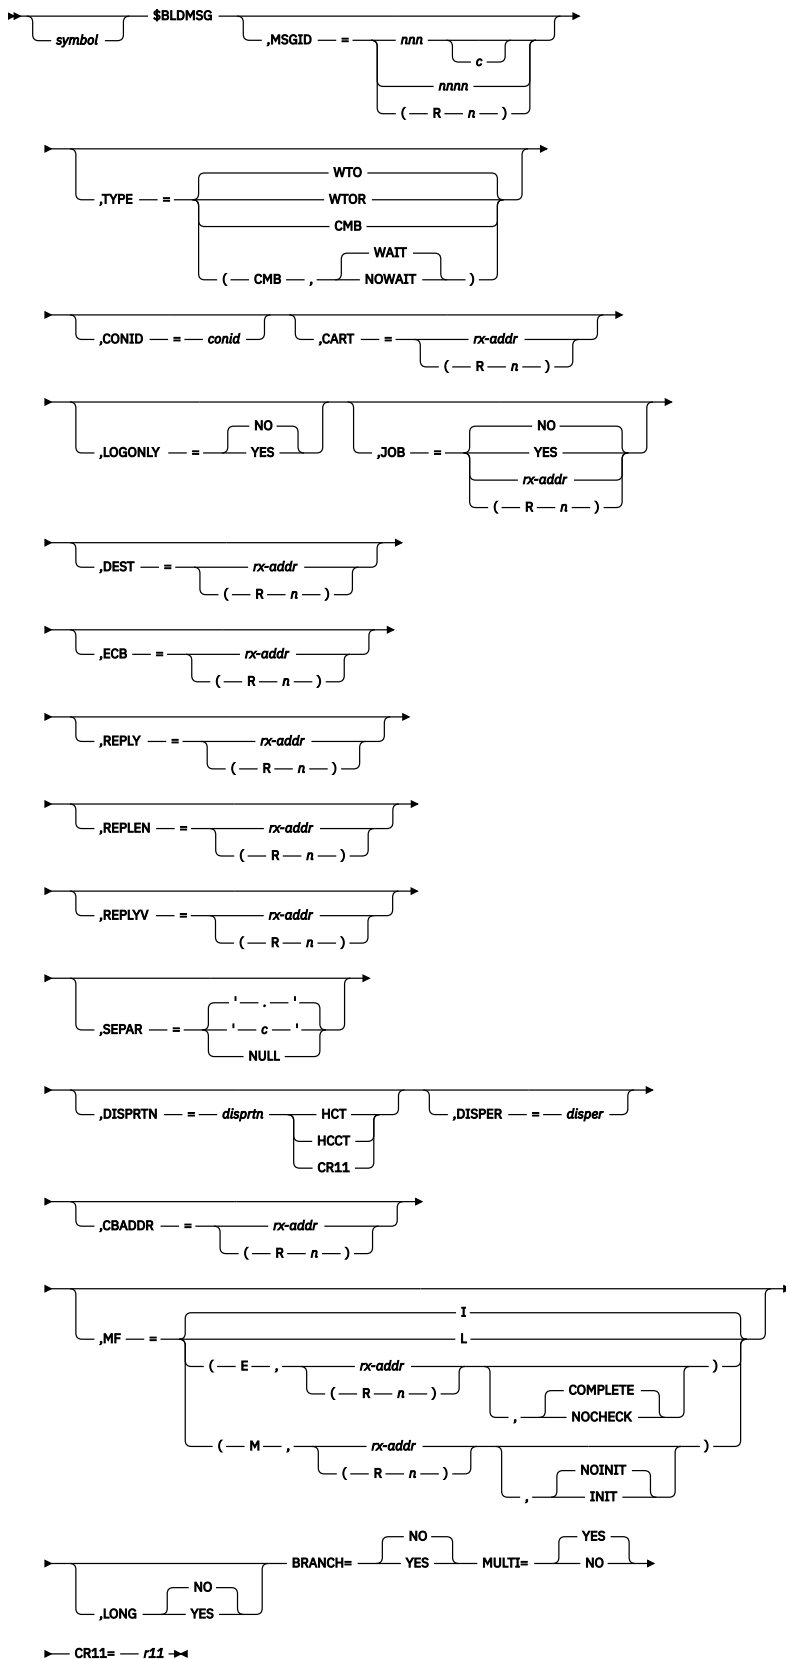 $BLDMSG
symbol
,MSGID = nnn
c
nnnn
( R n )
WTO
,TYPE = WTOR
CMB
WAIT
( CMB , NOWAIT )
,CONID = conid ,CART = rx-addr
( R n )
NO NO
,LOGONLY = YES ,JOB = YES
rx-addr
( R n )
,DEST = rx-addr
( R n )
,ECB = rx-addr
( R n )
,REPLY = rx-addr
( R n )
,REPLEN = rx-addr
( R n )
,REPLYV = rx-addr
( R n )
' . '
,SEPAR = ' c '
NULL
,DISPRTN = disprtn HCT ,DISPER = disper
HCCT
CR11
,CBADDR = rx-addr
( R n )
I
,MF = L
( E , rx-addr )
( R n ) COMPLETE
, NOCHECK
( M , rx-addr )
( R n ) NOINIT
, INIT
NO YES
BRANCH= YES MULTI= NO
NO
,LONG YES
CR11= r11